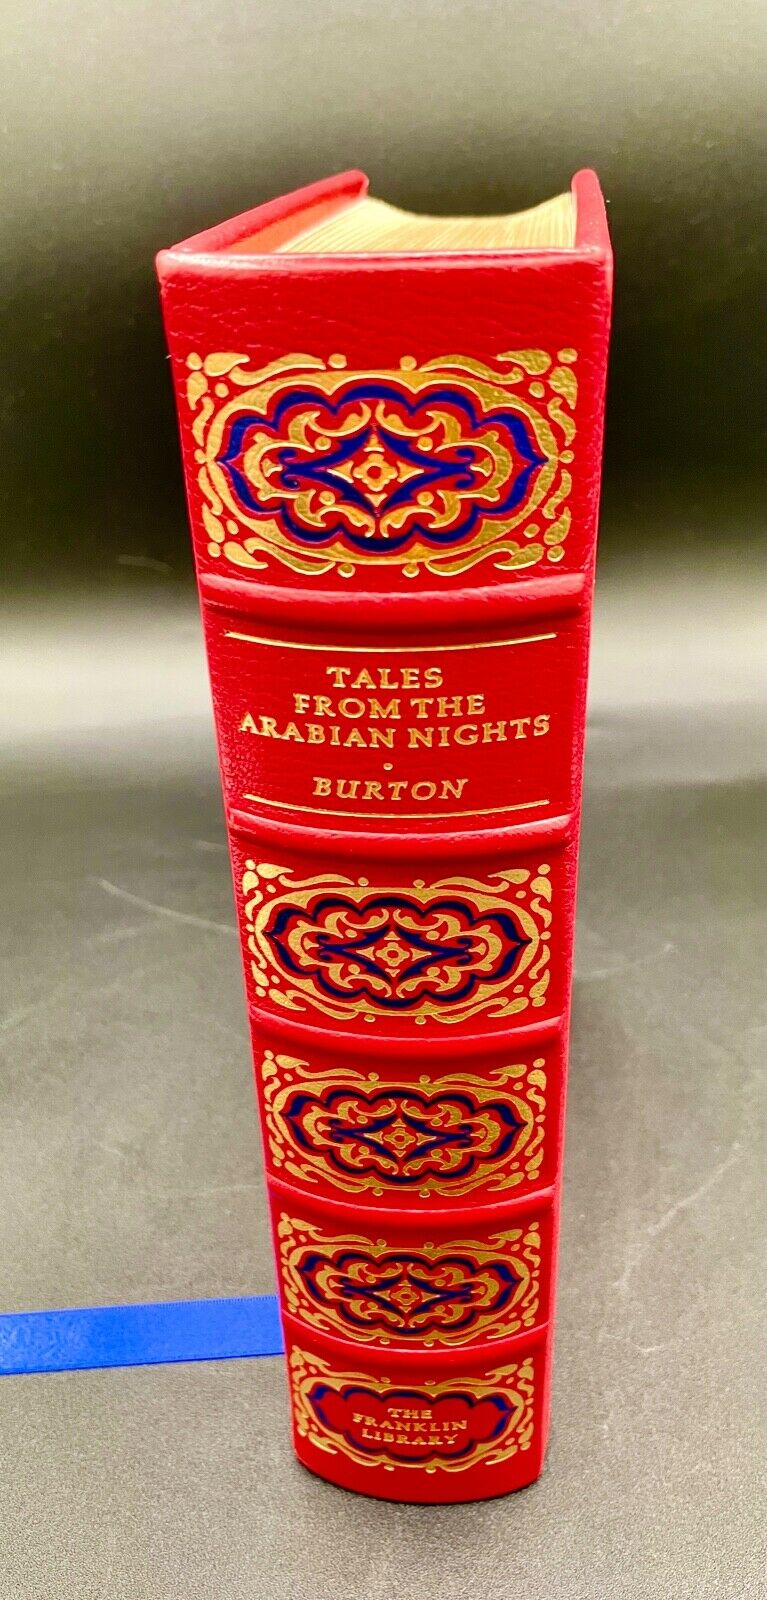 TALES
FROM THE
ARABIAN NIGHTS
·
BURTON
THE
FRANKLIN
LIBRARY